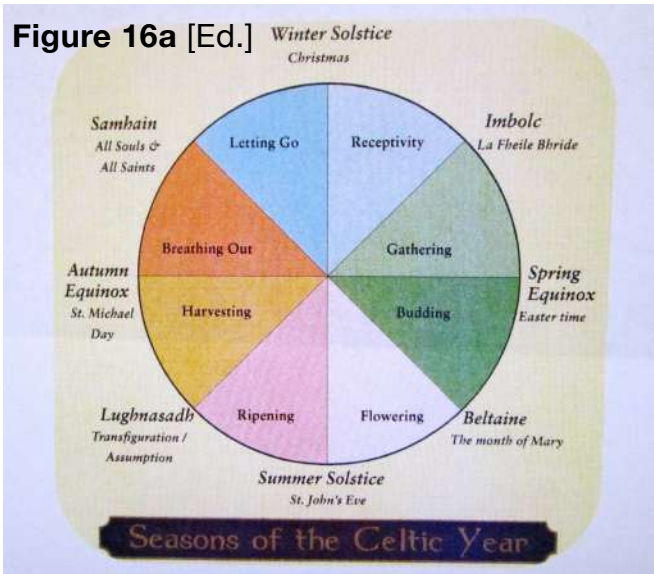 Figure 16a [Ed.]
Winter Solstice
Christmas
Samhain
All Souls &
All Saints
Imbolc
La Fheile Bhride
Letting Go
Receptivity
Breathing Out
Gathering
Autumn
Equinox
St. Michael
Day
Spring
Equinox
Easter time
Harvesting
Budding
Lughnasadh
Transfiguration /
Assumption
Ripening
Flowering
Beltaine
The month of Mary
Summer Solstice
St. John's Eve
Seasons of the Celtic Year